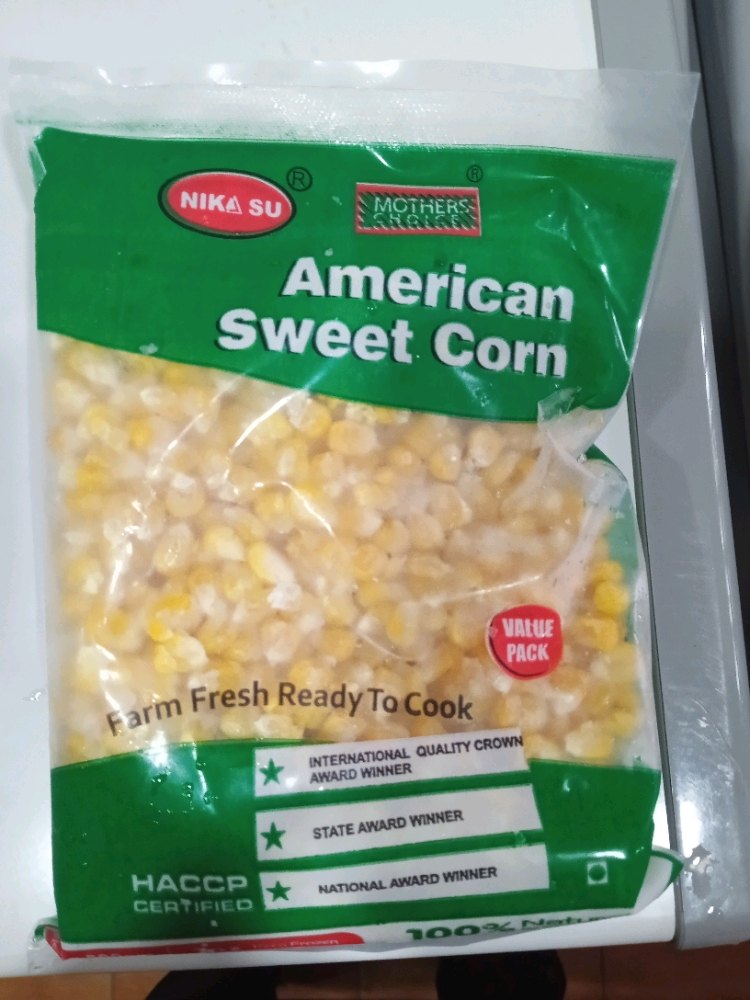 NIKA SU ®
MOTHERS ®
CHOICE
American
Sweet Corn
VALUE
PACK
Farm Fresh Ready To Cook
INTERNATIONAL QUALITY CROWN
AWARD WINNER
STATE AWARD WINNER
NATIONAL AWARD WINNER
HACCP
CERTIFIED
Frozen
100%